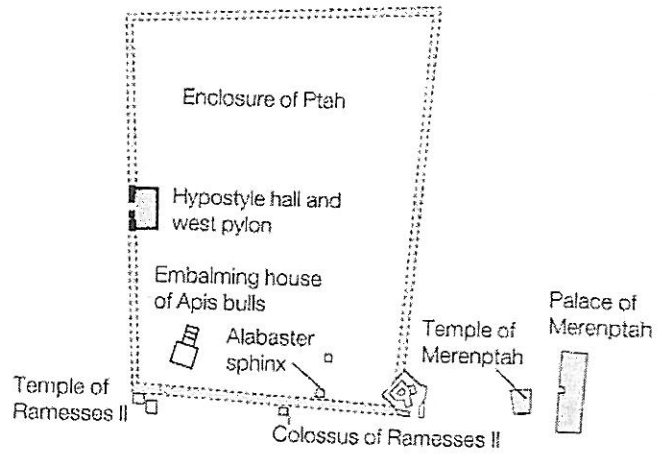 Enclosure of Ptah
Hypostyle hall and
west pylon
Embalming house
of Apis bulls
Alabaster
sphinx
Temple of
Merenptah
Palace of
Merenptah
Temple of
Ramesses II
Colossus of Ramesses II